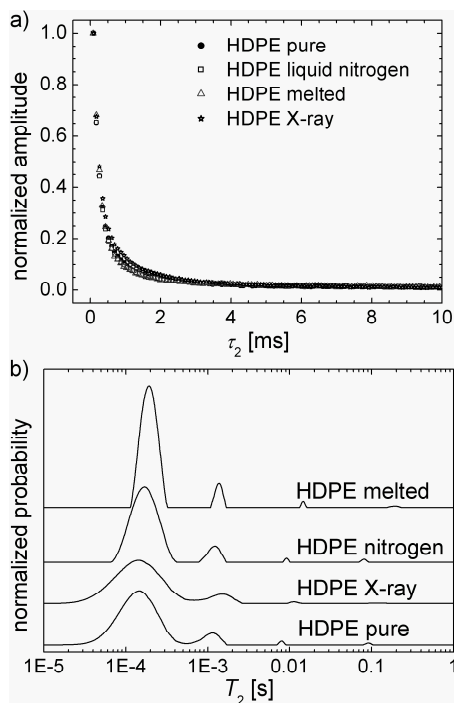 a)
1.0
0.8
0.6
0.4
0.2
0.0
normalized amplitude
HDPE pure
HDPE liquid nitrogen
HDPE melted
HDPE X-ray
0 2 4 6 8 10
τ₂ [ms]
b)
normalized probability
HDPE melted
HDPE nitrogen
HDPE X-ray
HDPE pure
1E-5 1E-4 1E-3 0.01 0.1 1
T₂ [s]